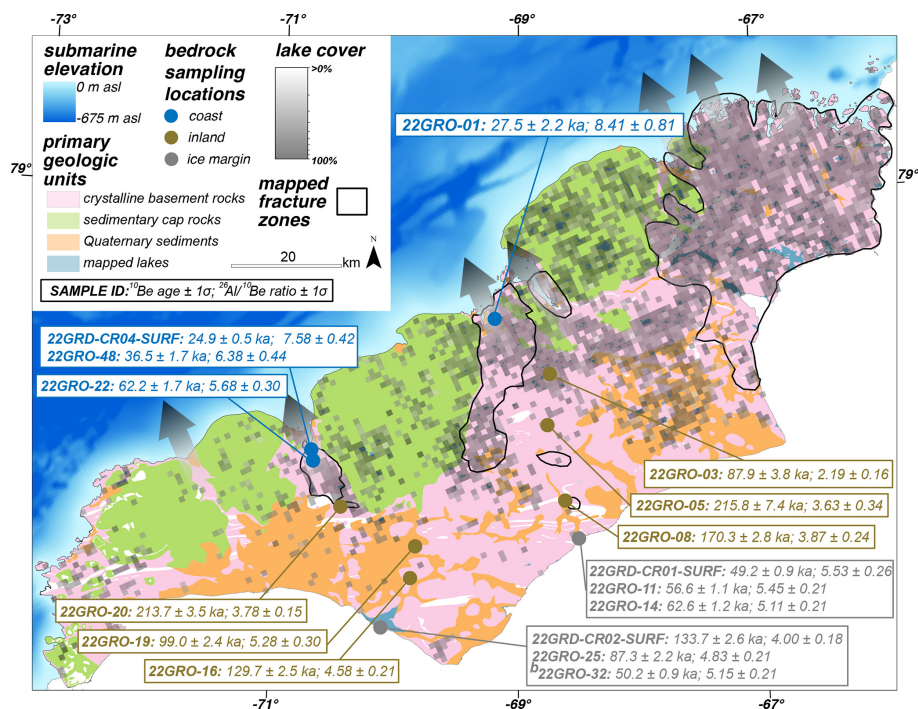 -73° -71° -69° -67°
submarine elevation
0 m asl
-675 m asl
bedrock sampling locations
coast
inland
ice margin
lake cover
>0%
100%
primary geologic units
crystalline basement rocks
sedimentary cap rocks
Quaternary sediments
mapped lakes
mapped fracture zones
20 km
N
SAMPLE ID:¹⁰Be age ± 1σ; ²⁶Al/¹⁰Be ratio ± 1σ
79° 79°
22GRO-01: 27.5 ± 2.2 ka; 8.41 ± 0.81
22GRD-CR04-SURF: 24.9 ± 0.5 ka; 7.58 ± 0.42
22GRO-48: 36.5 ± 1.7 ka; 6.38 ± 0.44
22GRO-22: 62.2 ± 1.7 ka; 5.68 ± 0.30
22GRO-03: 87.9 ± 3.8 ka; 2.19 ± 0.16
22GRO-05: 215.8 ± 7.4 ka; 3.63 ± 0.34
22GRO-08: 170.3 ± 2.8 ka; 3.87 ± 0.24
22GRD-CR01-SURF: 49.2 ± 0.9 ka; 5.53 ± 0.26
22GRO-11: 56.6 ± 1.1 ka; 5.45 ± 0.21
22GRO-14: 62.6 ± 1.2 ka; 5.11 ± 0.21
22GRO-20: 213.7 ± 3.5 ka; 3.78 ± 0.15
22GRO-19: 99.0 ± 2.4 ka; 5.28 ± 0.30
22GRO-16: 129.7 ± 2.5 ka; 4.58 ± 0.21
22GRD-CR02-SURF: 133.7 ± 2.6 ka; 4.00 ± 0.18
22GRO-25: 87.3 ± 2.2 ka; 4.83 ± 0.21
b
22GRO-32: 50.2 ± 0.9 ka; 5.15 ± 0.21
-71° -69° -67°